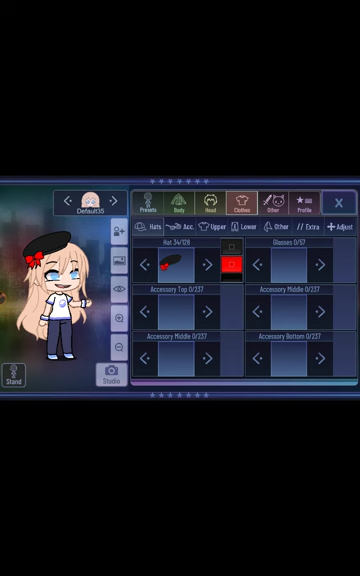 Default35
Presets Body Head Clothes Other Profile X
Hats Acc. Upper Lower Other Extra Adjust
Hat 34/128 Glasses 0/57
Accessory Top 0/237 Accessory Middle 0/237
Accessory Middle 0/237 Accessory Bottom 0/237
Stand
Studio